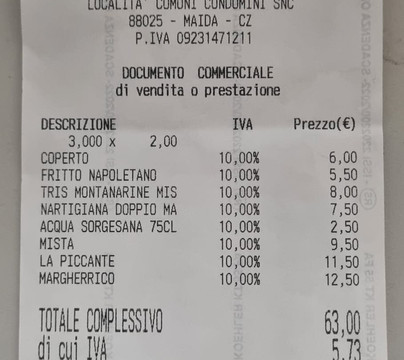 LOCALITA' COMUNI CONDOMINI SNC
88025 - MAIDA - CZ
P.IVA 09231471211
DOCUMENTO COMMERCIALE
di vendita o prestazione
DESCRIZIONE IVA Prezzo(€)
3,000 x 2,00
COPERTO 10,00% 6,00
FRITTO NAPOLETANO 10,00% 5,50
TRIS MONTANARINE MIS 10,00% 8,00
NARTIGIANA DOPPIO MA 10,00% 7,50
ACQUA SORGESANA 75CL 10,00% 2,50
MISTA 10,00% 9,50
LA PICCANTE 10,00% 11,50
MARGHERRICO 10,00% 12,50
TOTALE COMPLESSIVO 63,00
di cui IVA 5,73